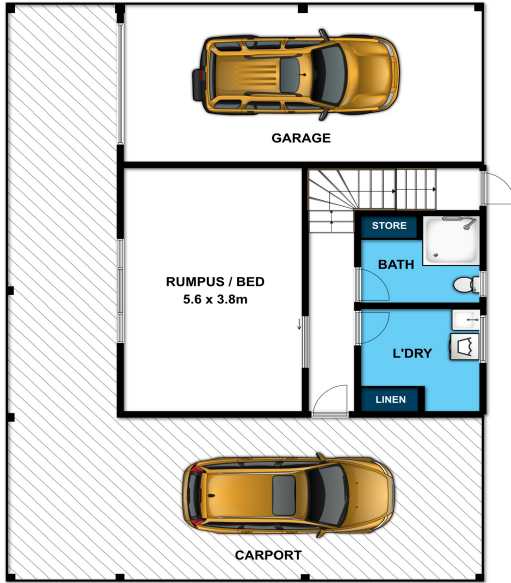 GARAGE
STORE
BATH
RUMPUS / BED
5.6 x 3.8m
L'DRY
LINEN
CARPORT